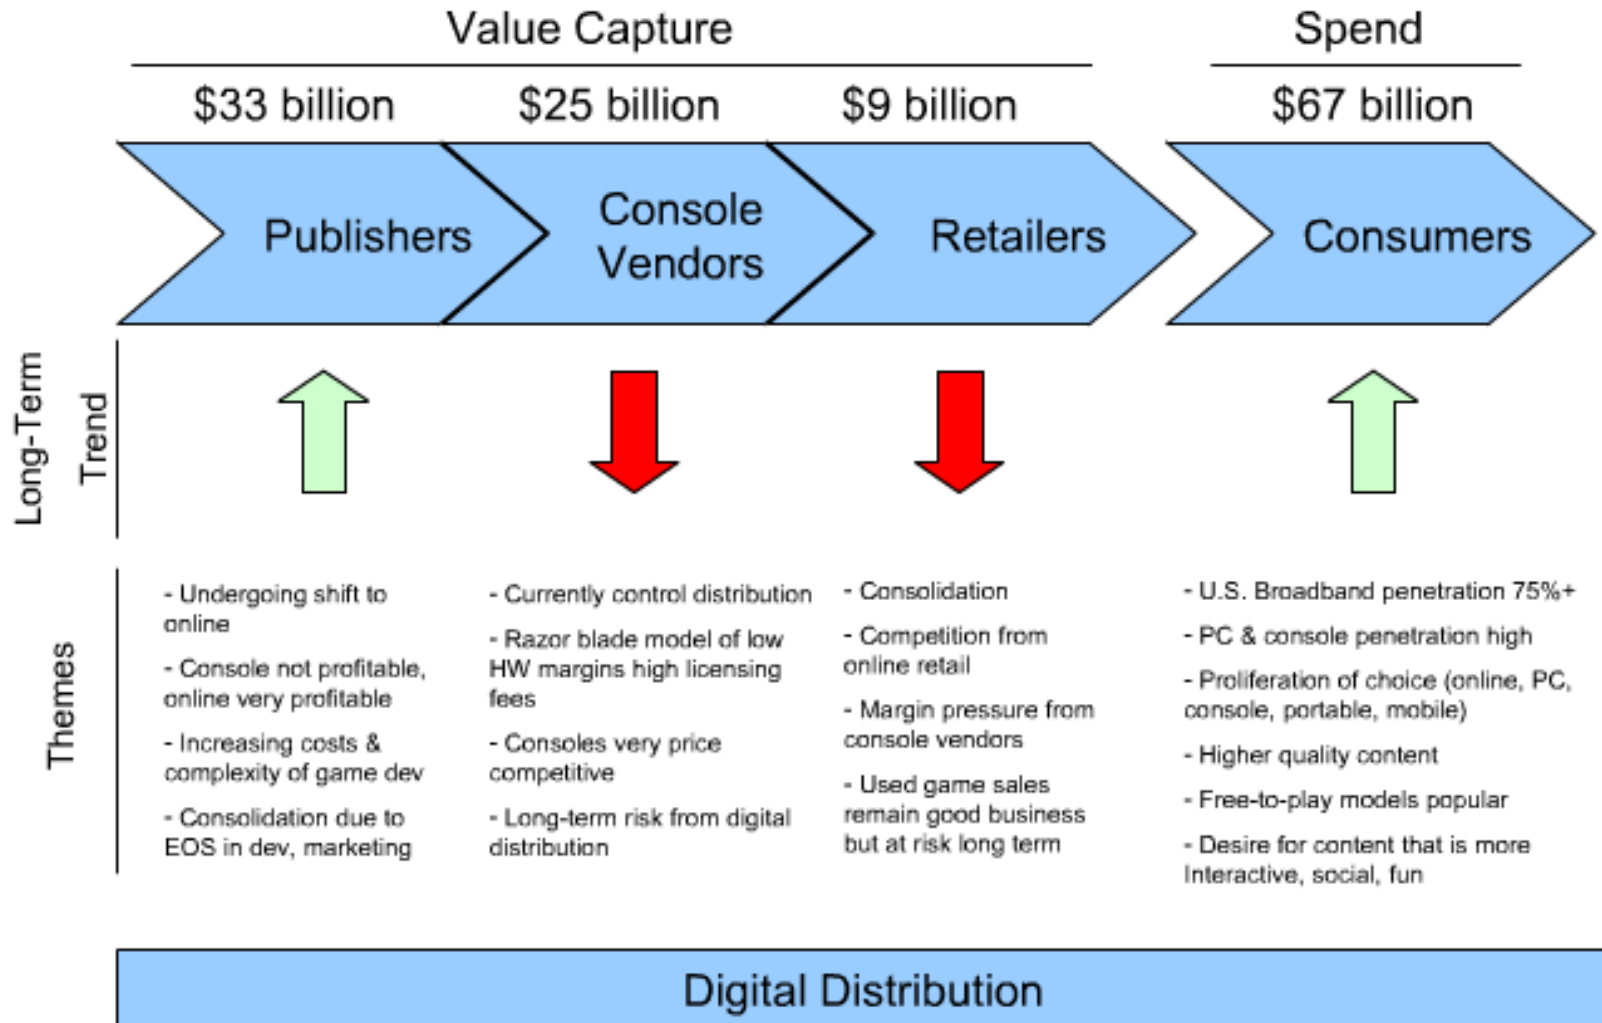 Value Capture
Spend
$33 billion
$25 billion
$9 billion
$67 billion
Publishers
Console
Vendors
Retailers
Consumers
Long-Term
Trend
Themes
- Undergoing shift to
online
- Console not profitable,
online very profitable
- Increasing costs &
complexity of game dev
- Consolidation due to
EOS in dev, marketing
- Currently control distribution
- Razor blade model of low
HW margins high licensing
fees
- Consoles very price
competitive
- Long-term risk from digital
distribution
- Consolidation
- Competition from
online retail
- Margin pressure from
console vendors
- Used game sales
remain good business
but at risk long term
- U.S. Broadband penetration 75%+
- PC & console penetration high
- Proliferation of choice (online, PC,
console, portable, mobile)
- Higher quality content
- Free-to-play models popular
- Desire for content that is more
Interactive, social, fun
Digital Distribution